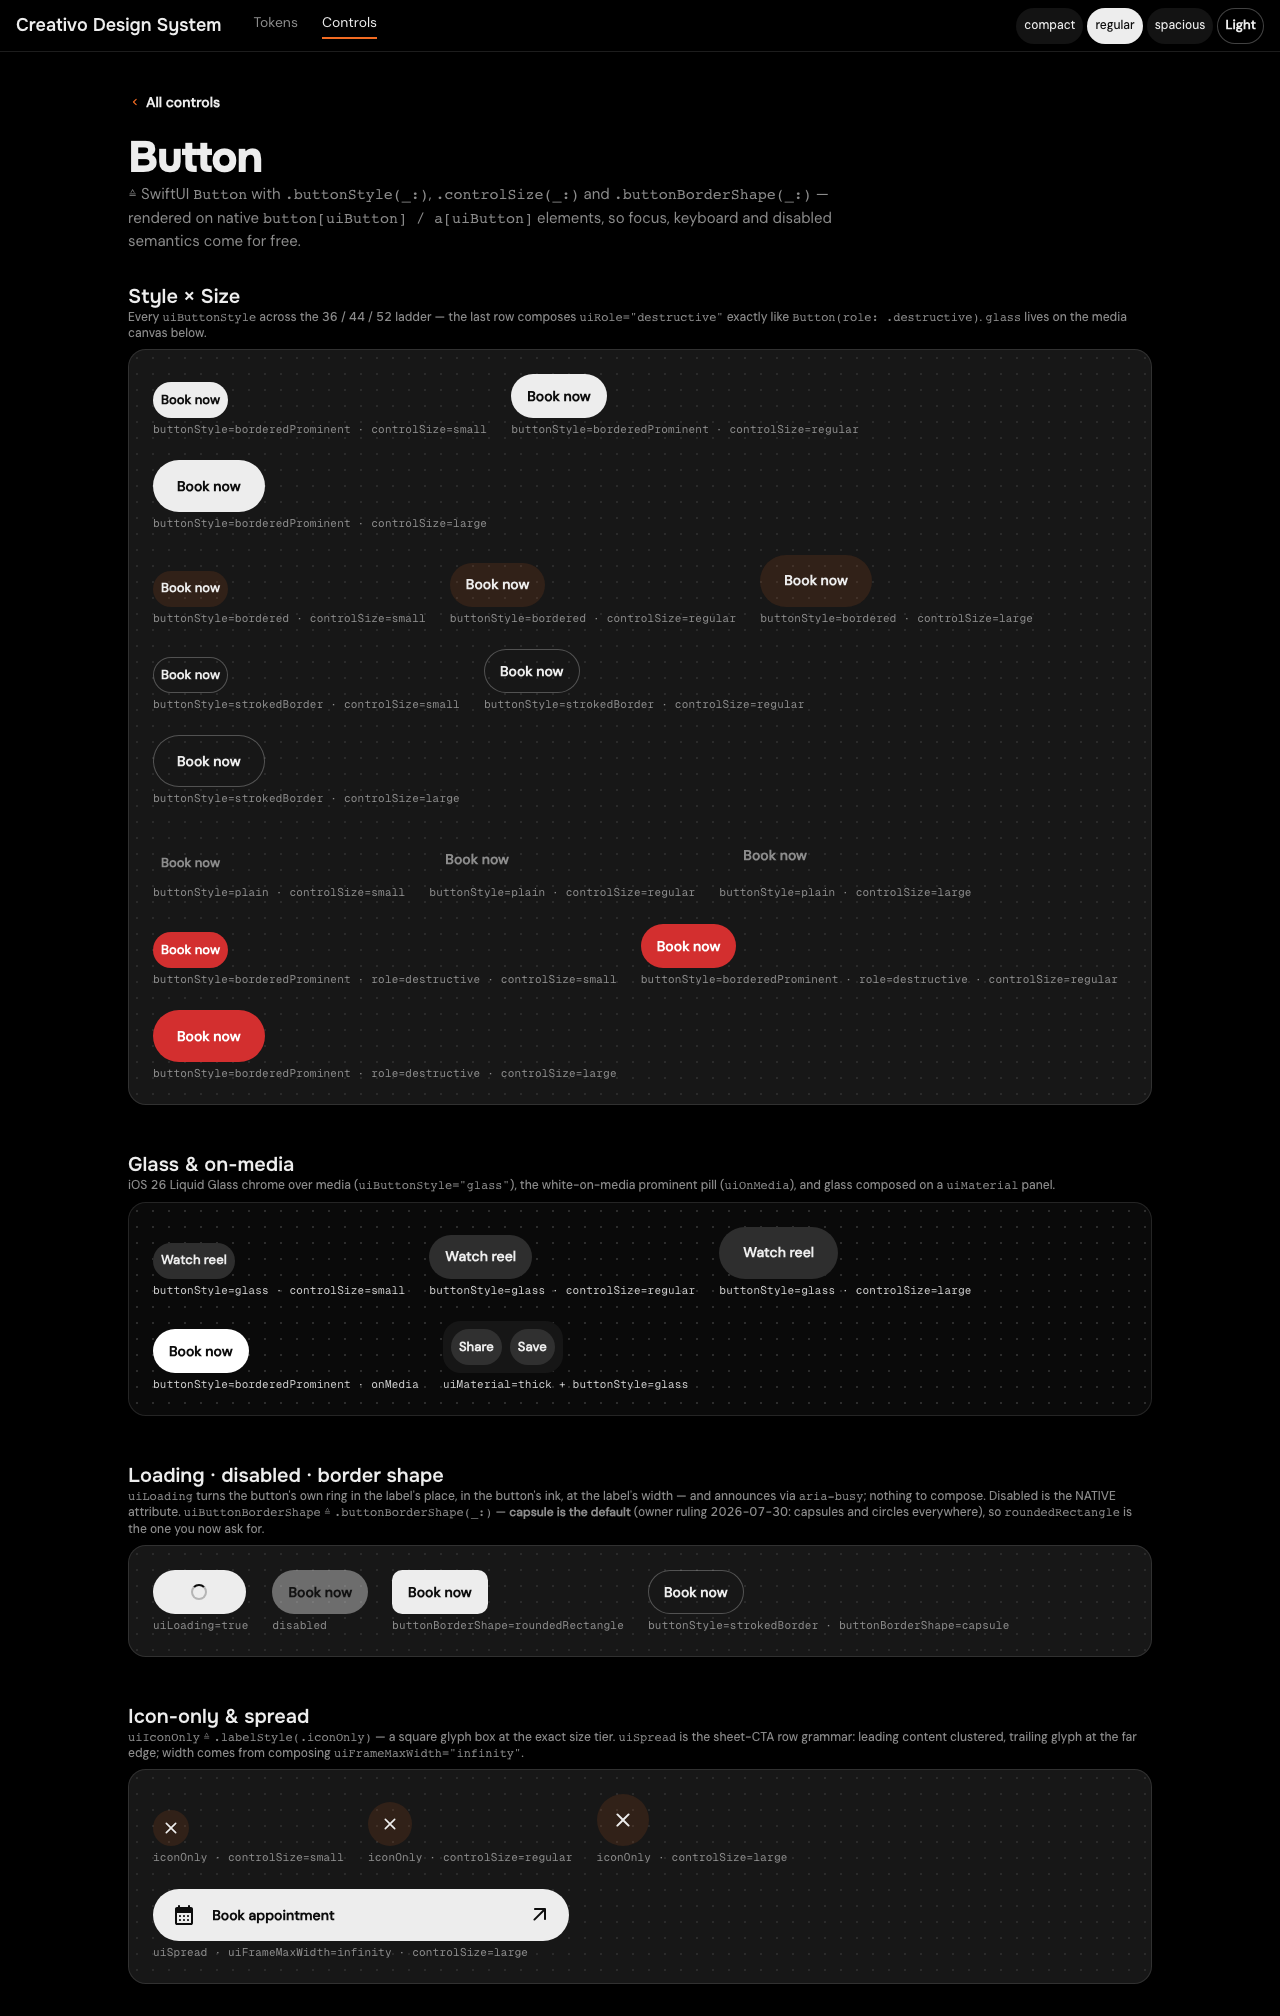 Creativo Design System
Tokens
Controls
compact
regular
spacious
Light
‹ All controls
Button
≙ SwiftUI Button with .buttonStyle(_:), .controlSize(_:) and .buttonBorderShape(_:) —
rendered on native button[uiButton] / a[uiButton] elements, so focus, keyboard and disabled
semantics come for free.
Style × Size
Every uiButtonStyle across the 36 / 44 / 52 ladder — the last row composes uiRole="destructive" exactly like Button(role: .destructive). glass lives on the media
canvas below.
Book now
Book now
buttonStyle=borderedProminent · controlSize=small
buttonStyle=borderedProminent · controlSize=regular
Book now
buttonStyle=borderedProminent · controlSize=large
Book now
Book now
Book now
buttonStyle=bordered · controlSize=small
buttonStyle=bordered · controlSize=regular
buttonStyle=bordered · controlSize=large
Book now
Book now
buttonStyle=strokedBorder · controlSize=small
buttonStyle=strokedBorder · controlSize=regular
Book now
buttonStyle=strokedBorder · controlSize=large
Book now
Book now
Book now
buttonStyle=plain · controlSize=small
buttonStyle=plain · controlSize=regular
buttonStyle=plain · controlSize=large
Book now
Book now
buttonStyle=borderedProminent · role=destructive · controlSize=small
buttonStyle=borderedProminent · role=destructive · controlSize=regular
Book now
buttonStyle=borderedProminent · role=destructive · controlSize=large
Glass & on-media
iOS 26 Liquid Glass chrome over media (uiButtonStyle="glass"), the white-on-media prominent pill (uiOnMedia), and glass composed on a uiMaterial panel.
Watch reel
Watch reel
Watch reel
buttonStyle=glass · controlSize=small
buttonStyle=glass · controlSize=regular
buttonStyle=glass · controlSize=large
Book now
Share
Save
buttonStyle=borderedProminent · onMedia
uiMaterial=thick + buttonStyle=glass
Loading · disabled · border shape
uiLoading turns the button's own ring in the label's place, in the button's ink, at the label's width — and announces via aria-busy; nothing to compose. Disabled is the NATIVE
attribute. uiButtonBorderShape ≙ .buttonBorderShape(_:) — capsule is the default (owner ruling 2026-07-30: capsules and circles everywhere), so roundedRectangle is
the one you now ask for.
Book now
Book now
Book now
uiLoading=true
disabled
buttonBorderShape=roundedRectangle
buttonStyle=strokedBorder · buttonBorderShape=capsule
Icon-only & spread
uiIconOnly ≙ .labelStyle(.iconOnly) — a square glyph box at the exact size tier. uiSpread is the sheet-CTA row grammar: leading content clustered, trailing glyph at the far
edge; width comes from composing uiFrameMaxWidth="infinity".
iconOnly · controlSize=small
iconOnly · controlSize=regular
iconOnly · controlSize=large
Book appointment
uiSpread · uiFrameMaxWidth=infinity · controlSize=large